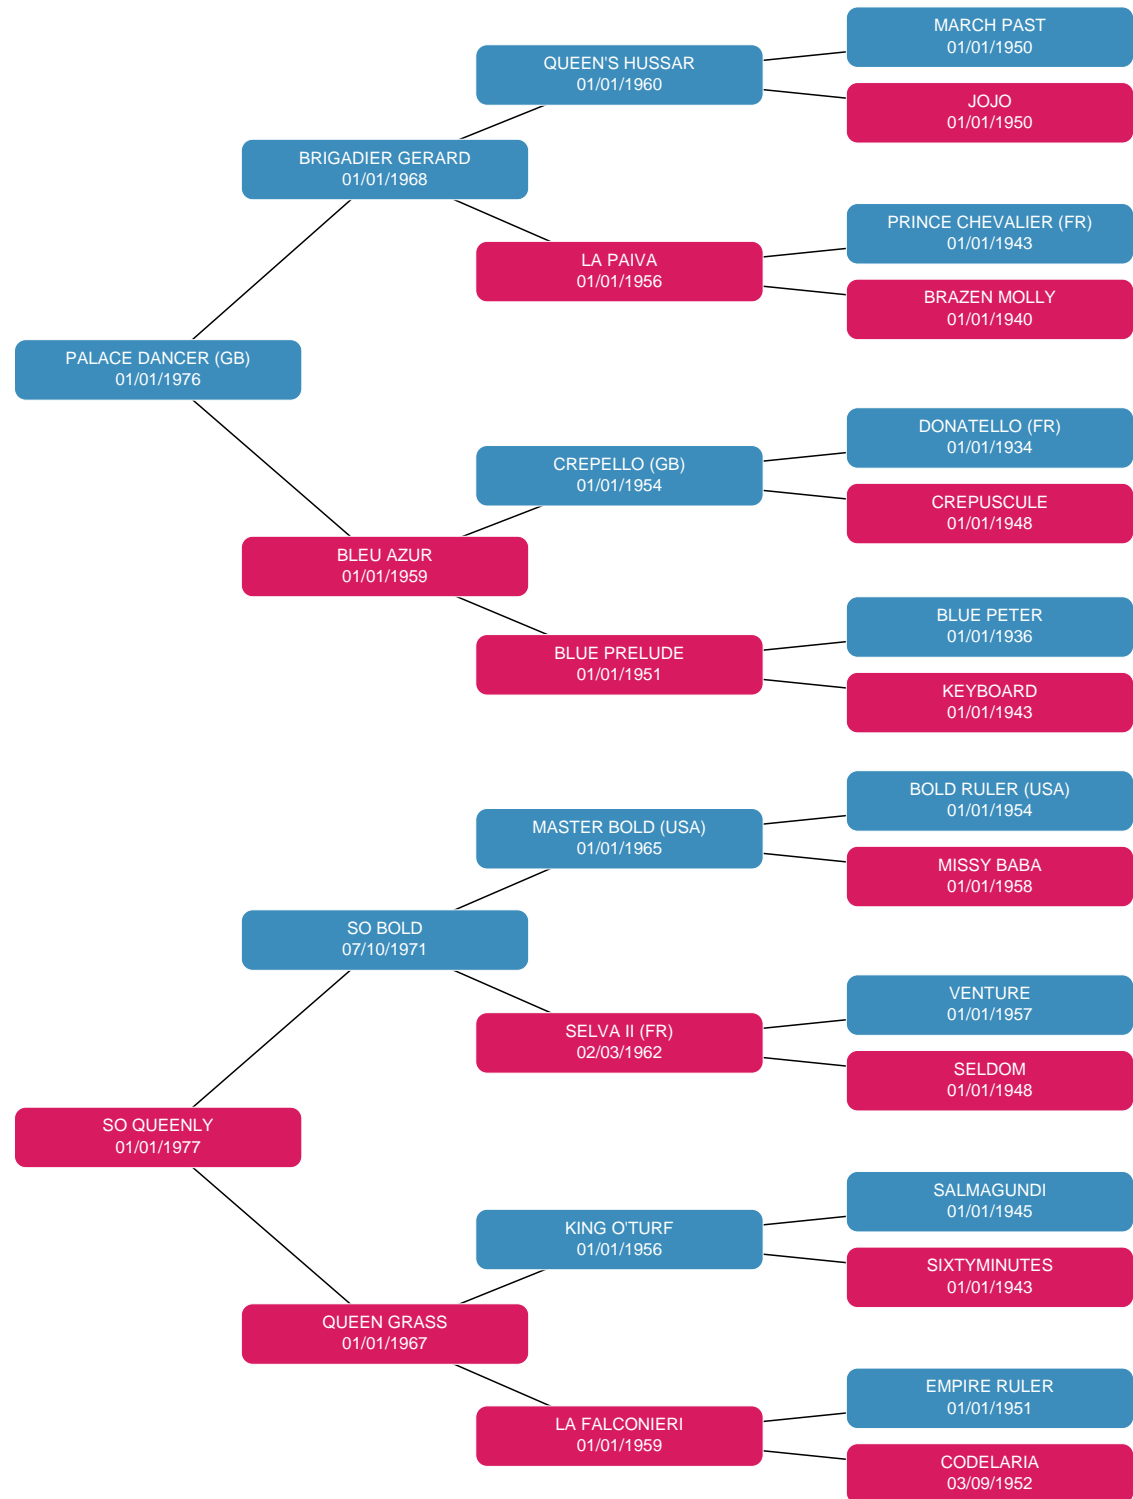 MARCH PAST
01/01/1950
QUEEN'S HUSSAR
01/01/1960
JOJO
01/01/1950
BRIGADIER GERARD
01/01/1968
PRINCE CHEVALIER (FR)
01/01/1943
LA PAIVA
01/01/1956
BRAZEN MOLLY
01/01/1940
PALACE DANCER (GB)
01/01/1976
DONATELLO (FR)
01/01/1934
CREPELLO (GB)
01/01/1954
CREPUSCULE
01/01/1948
BLEU AZUR
01/01/1959
BLUE PETER
01/01/1936
BLUE PRELUDE
01/01/1951
KEYBOARD
01/01/1943
BOLD RULER (USA)
01/01/1954
MASTER BOLD (USA)
01/01/1965
MISSY BABA
01/01/1958
SO BOLD
07/10/1971
VENTURE
01/01/1957
SELVA II (FR)
02/03/1962
SELDOM
01/01/1948
SO QUEENLY
01/01/1977
SALMAGUNDI
01/01/1945
KING O'TURF
01/01/1956
SIXTYMINUTES
01/01/1943
QUEEN GRASS
01/01/1967
EMPIRE RULER
01/01/1951
LA FALCONIERI
01/01/1959
CODELARIA
03/09/1952